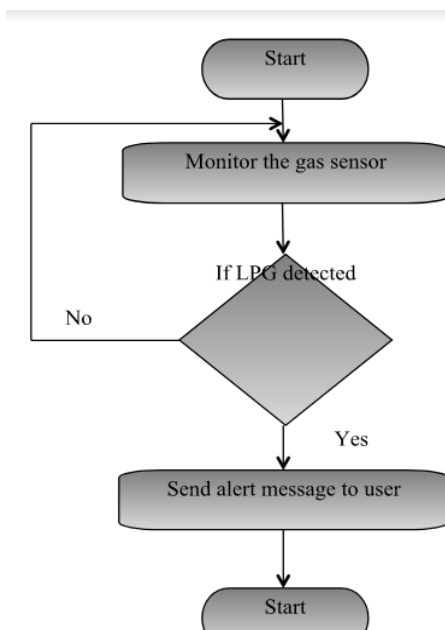 Start
Monitor the gas sensor
If LPG detected
No
Yes
Send alert message to user
Start